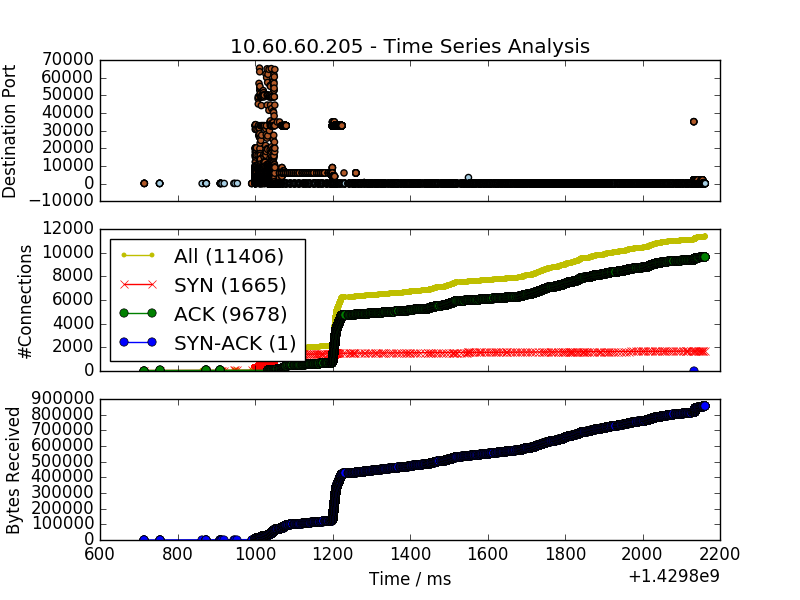 10.60.60.205 - Time Series Analysis
Destination Port
70000
60000
50000
40000
30000
20000
10000
0
−10000
#Connections
12000
10000
8000
6000
4000
2000
0
All (11406)
SYN (1665)
ACK (9678)
SYN-ACK (1)
Bytes Received
900000
800000
700000
600000
500000
400000
300000
200000
100000
0
600 800 1000 1200 1400 1600 1800 2000 2200
Time / ms
+1.4298e9